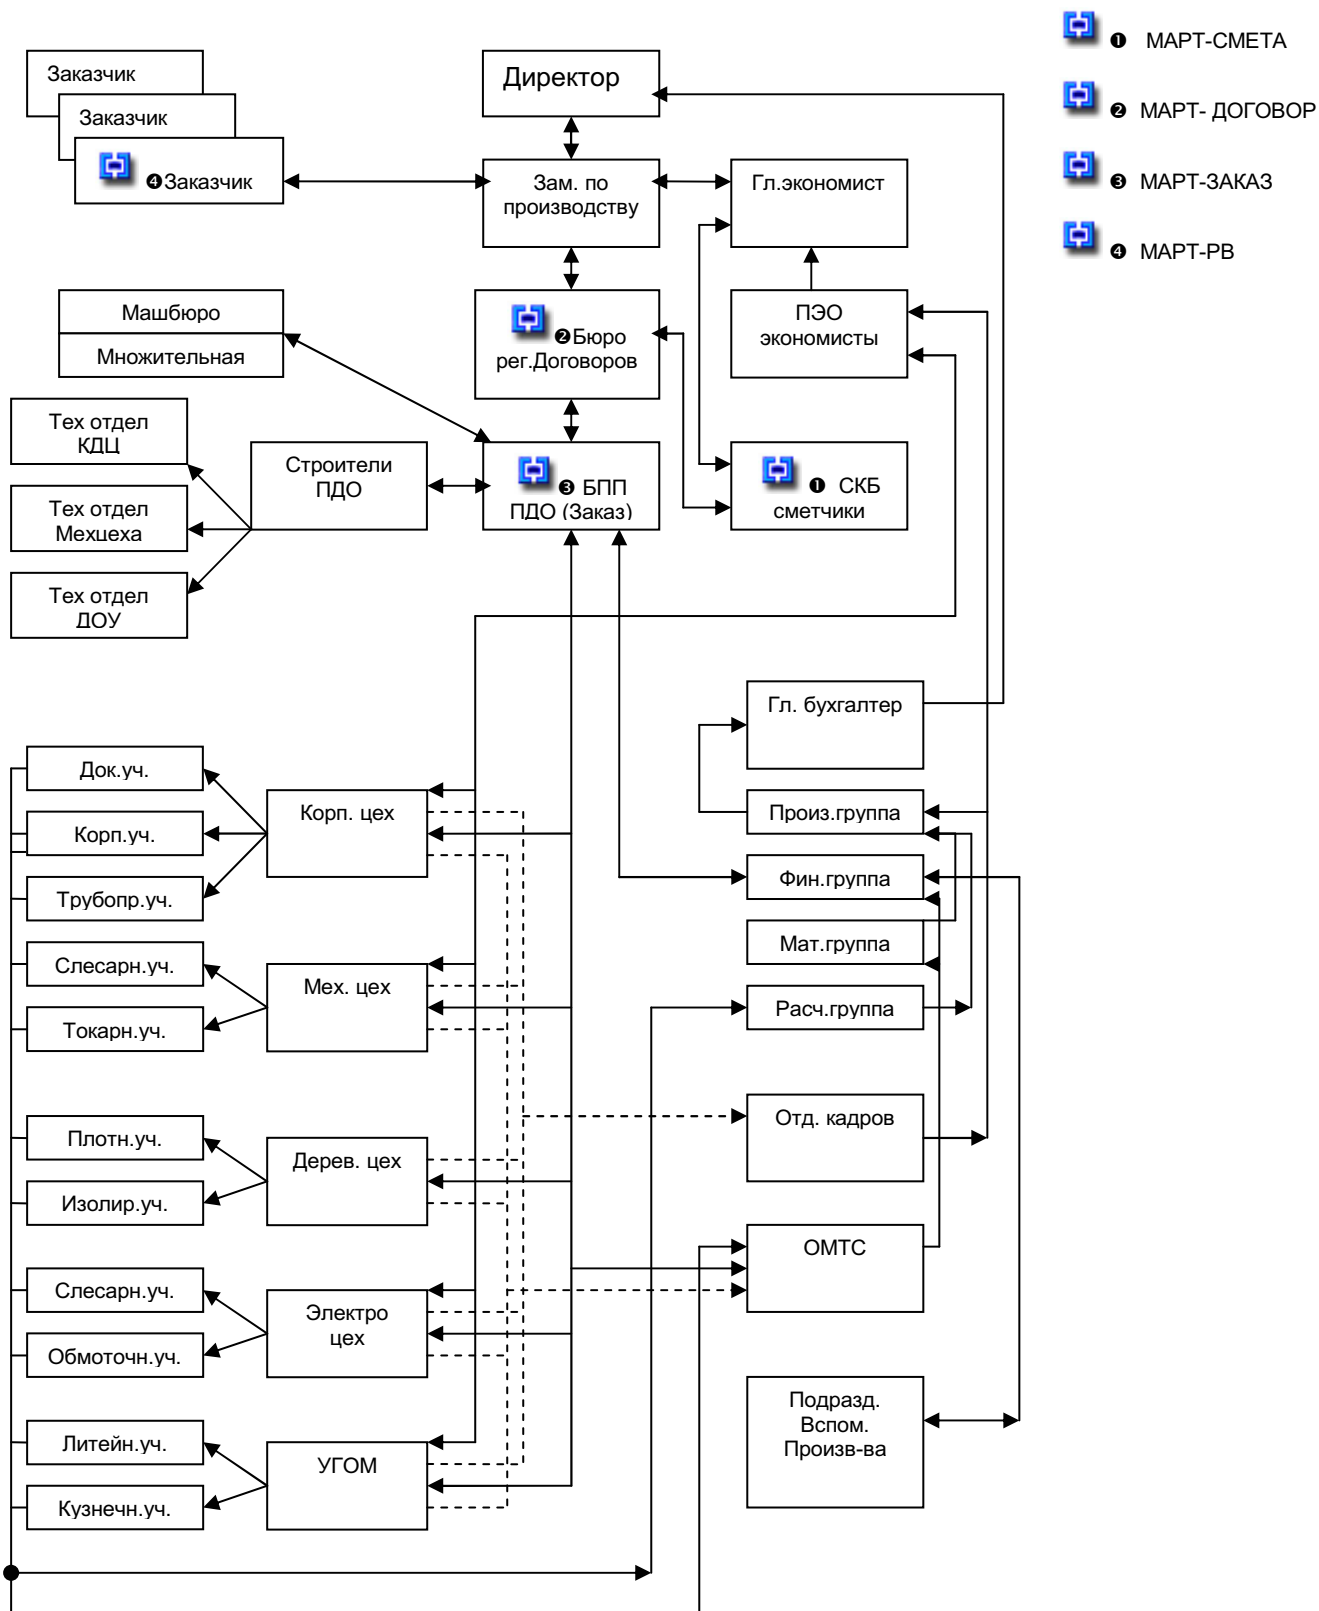 ❶ МАРТ-СМЕТА
❷ МАРТ- ДОГОВОР
❸ МАРТ-ЗАКАЗ
❹ МАРТ-РВ
Заказчик
Заказчик
❹Заказчик
Директор
Зам. по
производству
Гл.экономист
Машбюро
Множительная
❷Бюро
рег.Договоров
ПЭО
экономисты
Тех отдел
КДЦ
Тех отдел
Мехцеха
Тех отдел
ДОУ
Строители
ПДО
❸ БПП
ПДО (Заказ)
❶ СКБ
сметчики
Гл. бухгалтер
Произ.группа
Фин.группа
Мат.группа
Расч.группа
Отд. кадров
ОМТС
Подразд.
Вспом.
Произв-ва
Док.уч.
Корп.уч.
Трубопр.уч.
Корп. цех
Слесарн.уч.
Токарн.уч.
Мех. цех
Плотн.уч.
Изолир.уч.
Дерев. цех
Слесарн.уч.
Обмоточн.уч.
Электро
цех
Литейн.уч.
Кузнечн.уч.
УГОМ